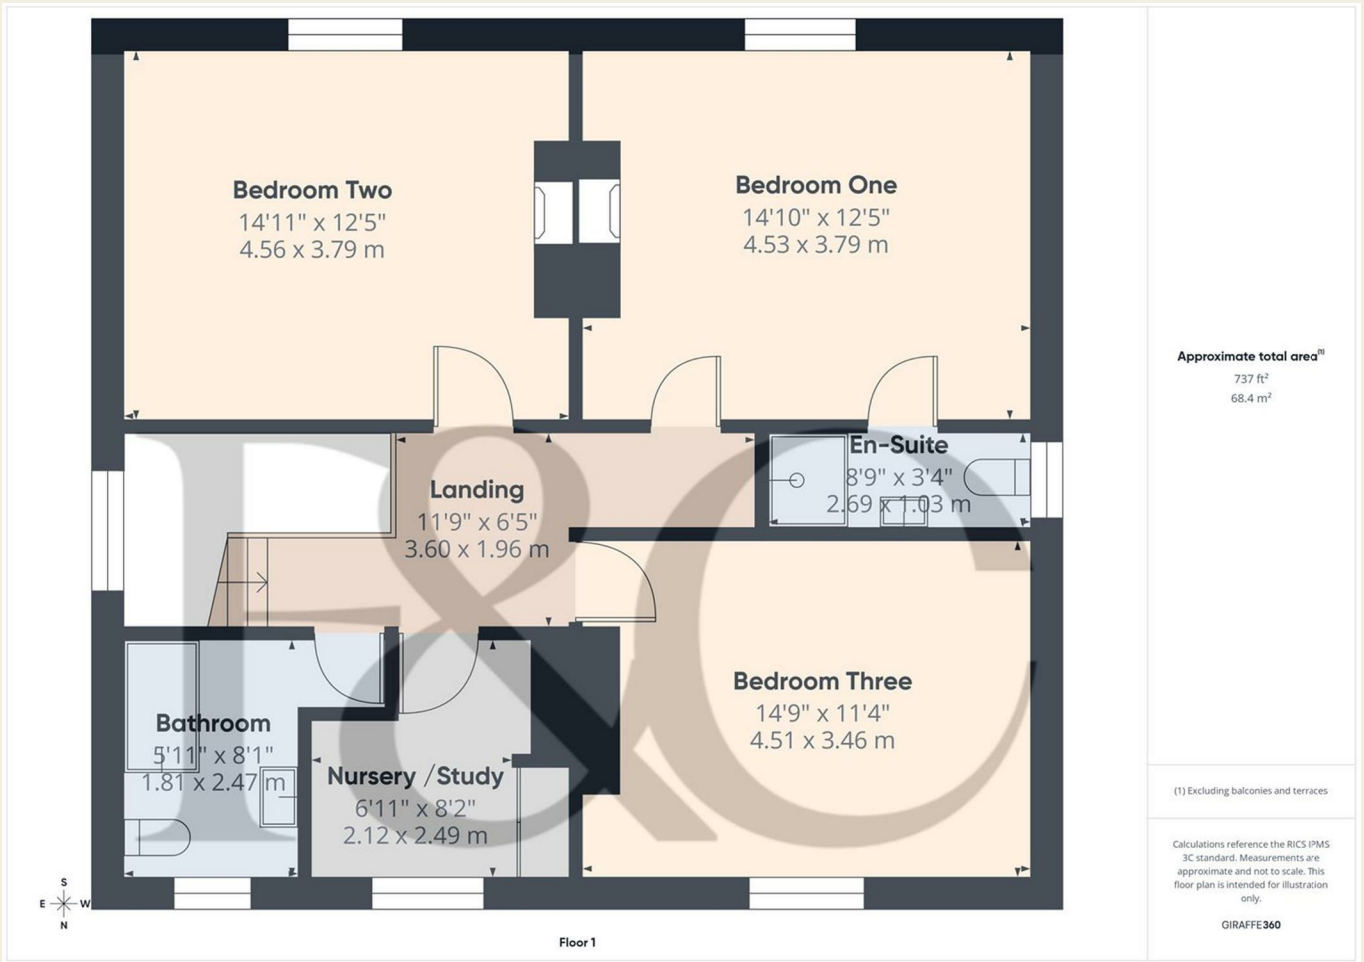 Bedroom Two
14'11" x 12'5"
4.56 x 3.79 m
Bedroom One
14'10" x 12'5"
4.53 x 3.79 m
Landing
11'9" x 6'5"
3.60 x 1.96 m
En-Suite
8'9" x 3'4"
2.69 x 1.03 m
Bathroom
5'11" x 8'1"
1.81 x 2.47 m
Nursery /Study
6'11" x 8'2"
2.12 x 2.49 m
Bedroom Three
14'9" x 11'4"
4.51 x 3.46 m
F&C
S
E W
N
Floor 1
Approximate total area(1)
737 ft²
68.4 m²
(1) Excluding balconies and terraces
Calculations reference the RICS IPMS
3C standard. Measurements are
approximate and not to scale. This
floor plan is intended for illustration
only.
GIRAFFE360